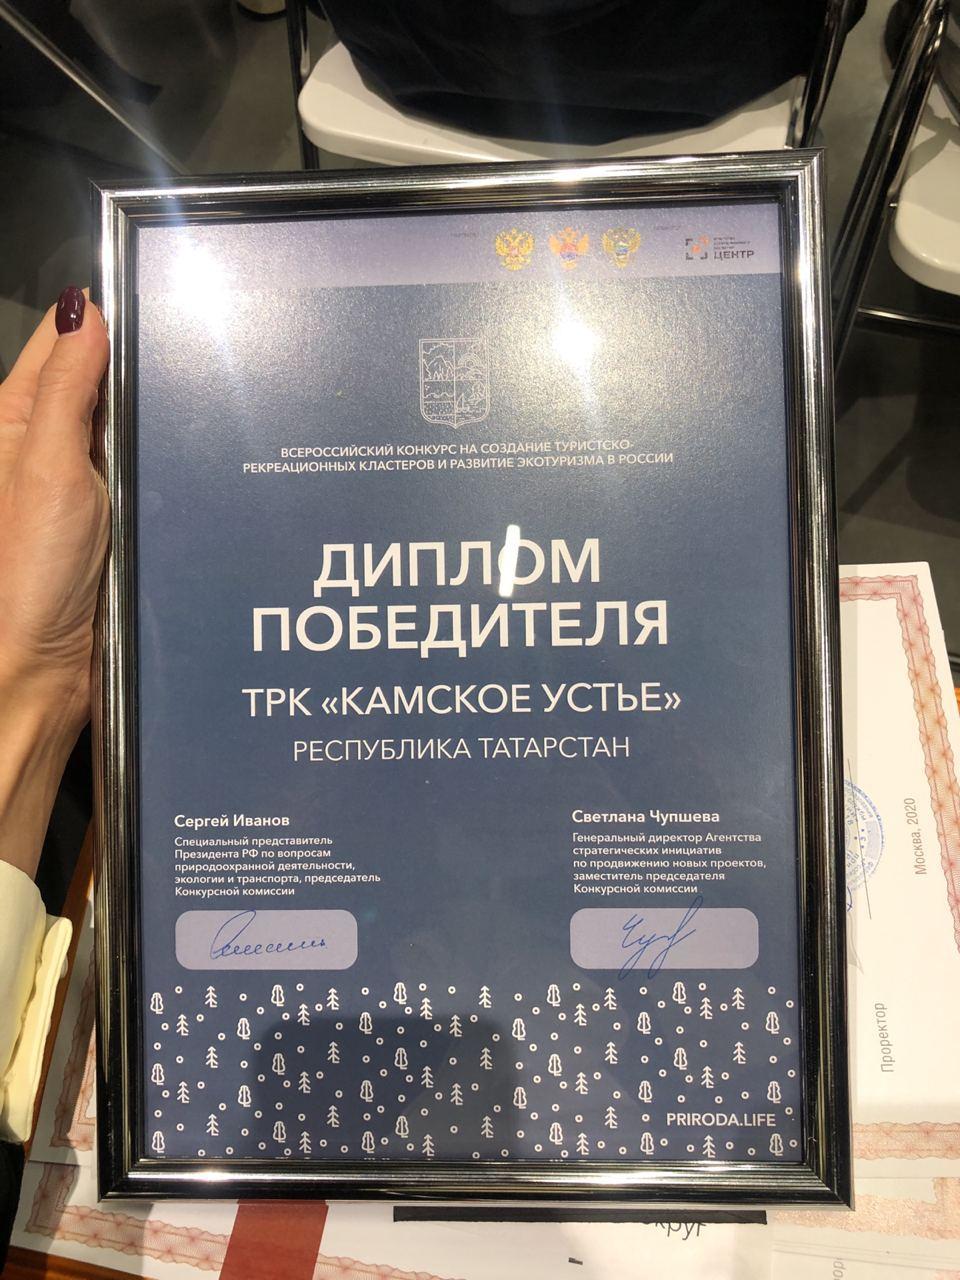 ЦЕНТР
ВСЕРОССИЙСКИЙ КОНКУРС НА СОЗДАНИЕ ТУРИСТСКО-
РЕКРЕАЦИОННЫХ КЛАСТЕРОВ И РАЗВИТИЕ ЭКОТУРИЗМА В РОССИИ
ДИПЛОМ
ПОБЕДИТЕЛЯ
ТРК «КАМСКОЕ УСТЬЕ»
РЕСПУБЛИКА ТАТАРСТАН
Сергей Иванов
Специальный представитель
Президента РФ по вопросам
природоохранной деятельности,
экологии и транспорта, председатель
Конкурсной комиссии
Светлана Чупшева
Генеральный директор Агентства
стратегических инициатив
по продвижению новых проектов,
заместитель председателя
Конкурсной комиссии
PRIRODA.LIFE
Москва, 2020
Проректор